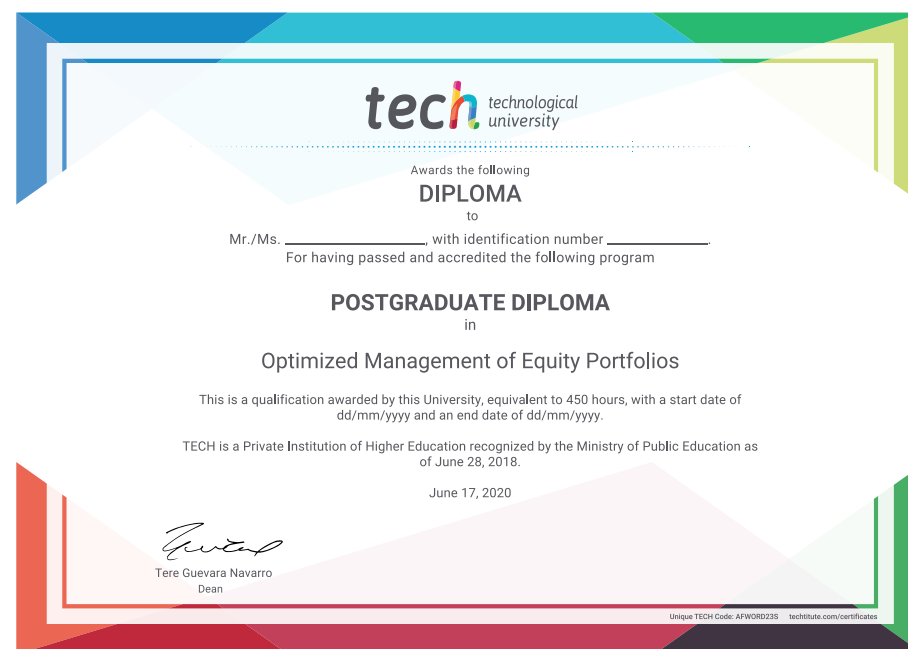 tech technological
university
Awards the following
DIPLOMA
to
Mr./Ms. ____________________, with identification number ______________.
For having passed and accredited the following program
POSTGRADUATE DIPLOMA
in
Optimized Management of Equity Portfolios
This is a qualification awarded by this University, equivalent to 450 hours, with a start date of
dd/mm/yyyy and an end date of dd/mm/yyyy.
TECH is a Private Institution of Higher Education recognized by the Ministry of Public Education as
of June 28, 2018.
June 17, 2020
Tere Guevara Navarro
Dean
Unique TECH Code: AFWORD23S techtitute.com/certificates